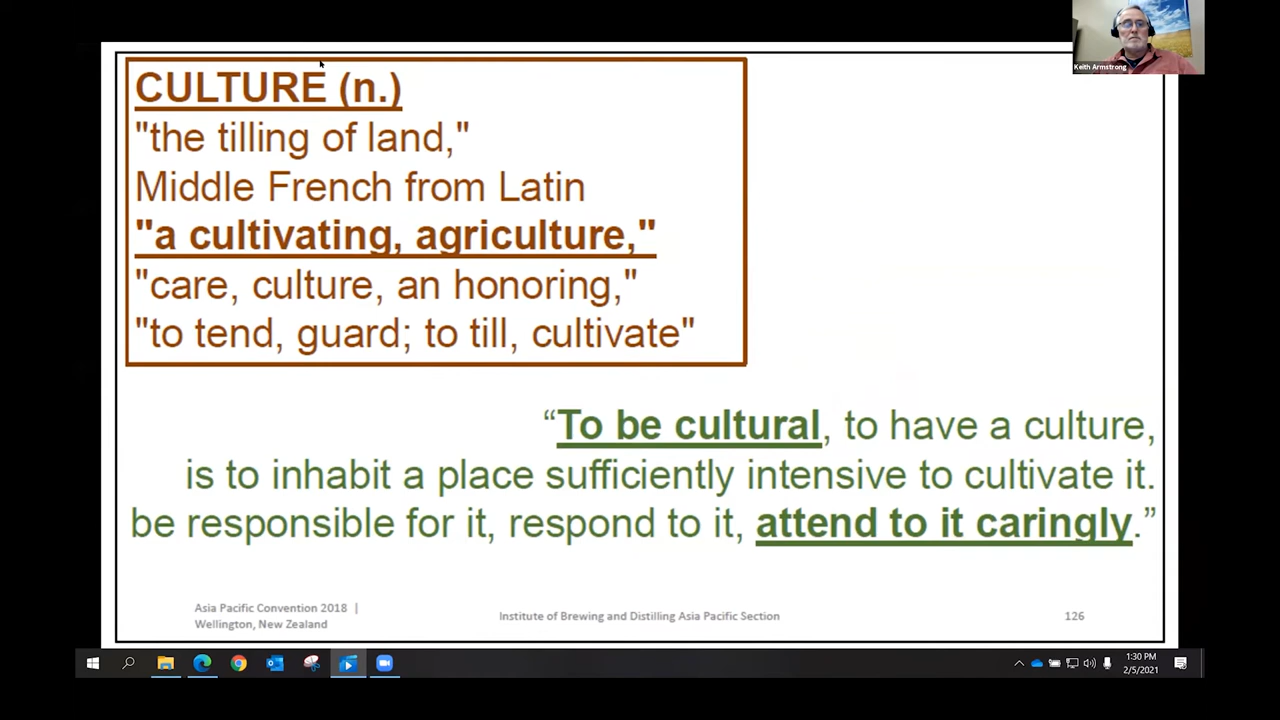 Keith Armstrong
CULTURE (n.)
"the tilling of land,"
Middle French from Latin
"a cultivating, agriculture,"
"care, culture, an honoring,"
"to tend, guard; to till, cultivate"
“To be cultural, to have a culture,
is to inhabit a place sufficiently intensive to cultivate it.
be responsible for it, respond to it, attend to it caringly.”
Asia Pacific Convention 2018 |
Wellington, New Zealand
Institute of Brewing and Distilling Asia Pacific Section
126
1:30 PM
2/5/2021